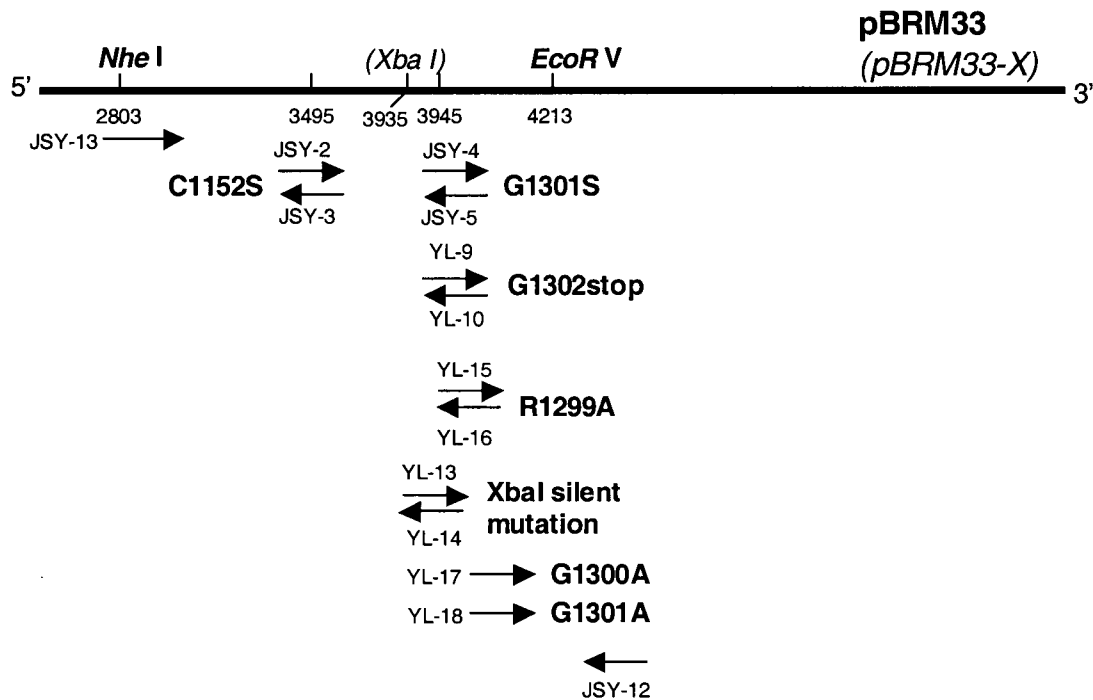 pBRM33
(pBRM33-X)
Nhe I
(Xba I)
EcoR V
5'
3'
2803
3495
3935
3945
4213
JSY-13
JSY-2
JSY-4
C1152S
G1301S
JSY-3
JSY-5
YL-9
G1302stop
YL-10
YL-15
R1299A
YL-16
YL-13
XbaI silent
mutation
YL-14
YL-17
G1300A
YL-18
G1301A
JSY-12